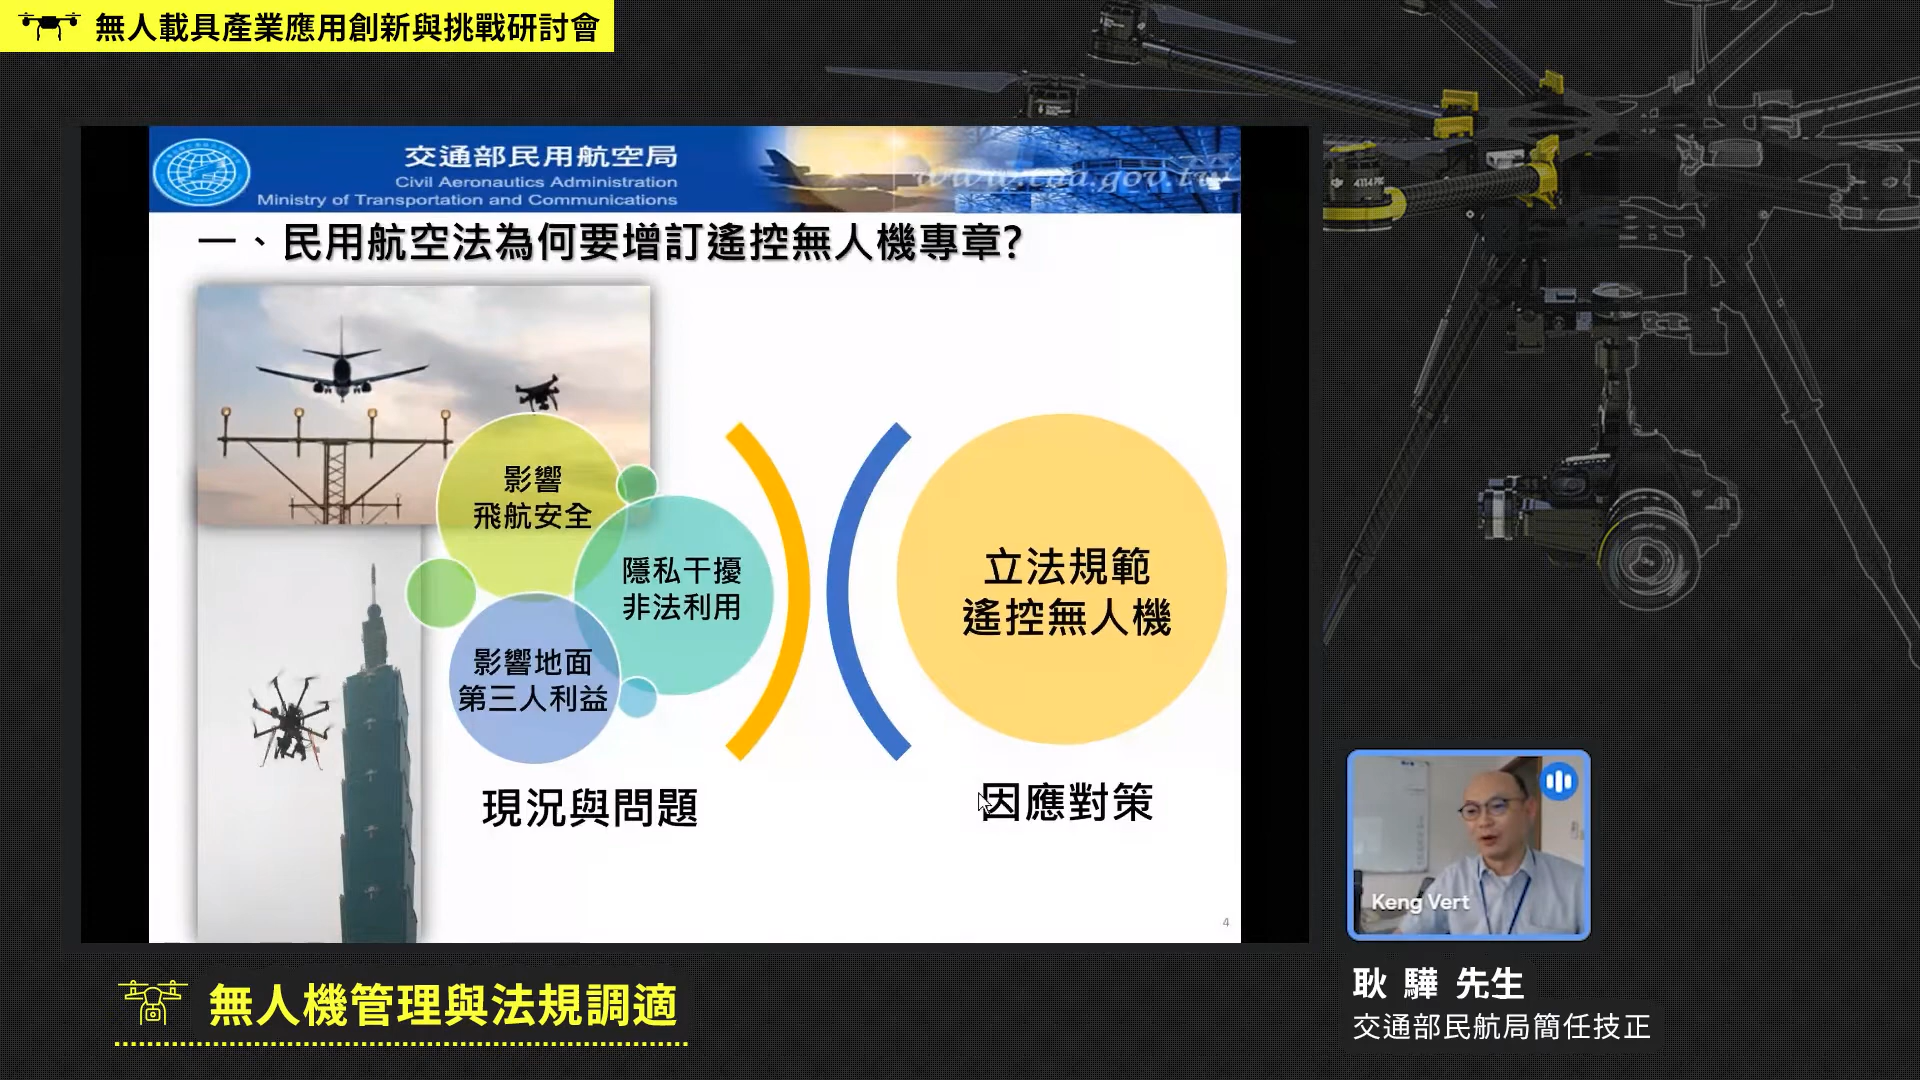 無人載具產業應用創新與挑戰研討會
交通部民用航空局
Civil Aeronautics Administration
Ministry of Transportation and Communications
www.caa.gov.tw
一、民用航空法為何要增訂遙控無人機專章?
影響
飛航安全
隱私干擾
非法利用
影響地面
第三人利益
立法規範
遙控無人機
現況與問題
因應對策
4
Keng Vert
無人機管理與法規調適
耿 驊 先生
交通部民航局簡任技正